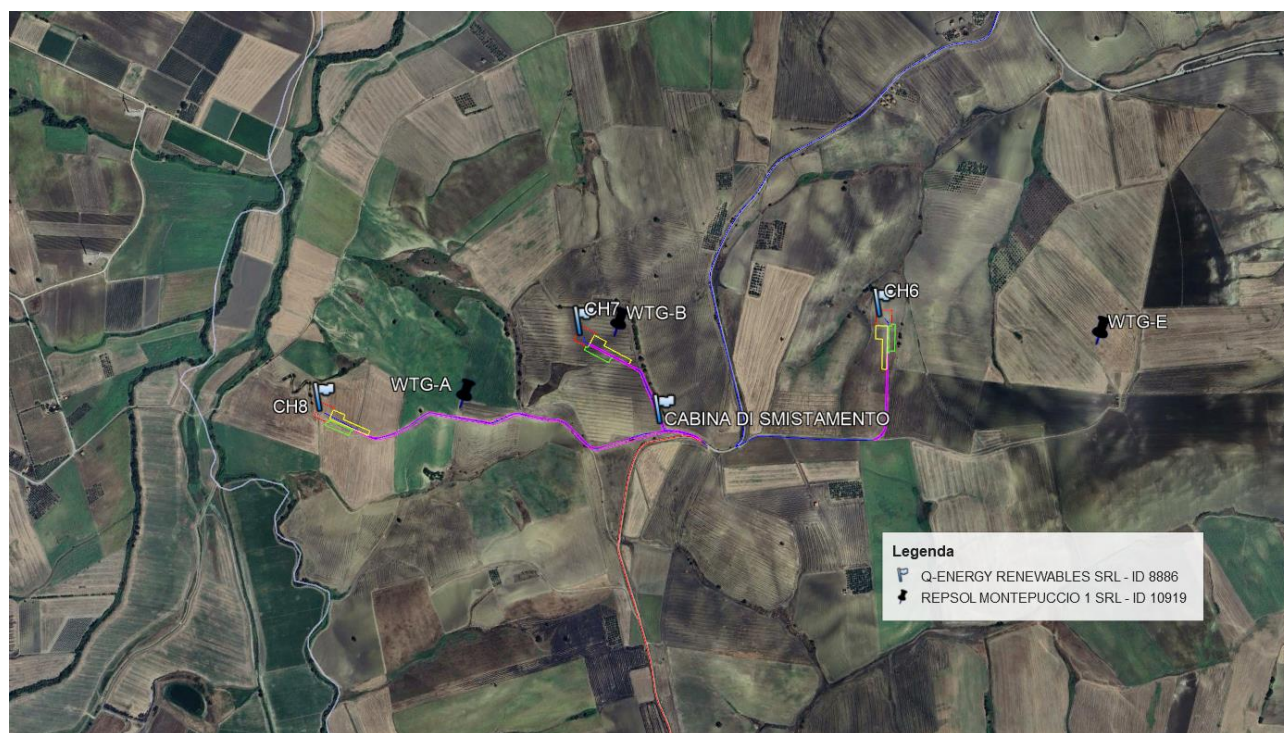 CH6
CH7
WTG-B
WTG-E
WTG-A
CH8
CABINA DI SMISTAMENTO
Legenda
Q-ENERGY RENEWABLES SRL - ID 8886
REPSOL MONTEPUCCIO 1 SRL - ID 10919